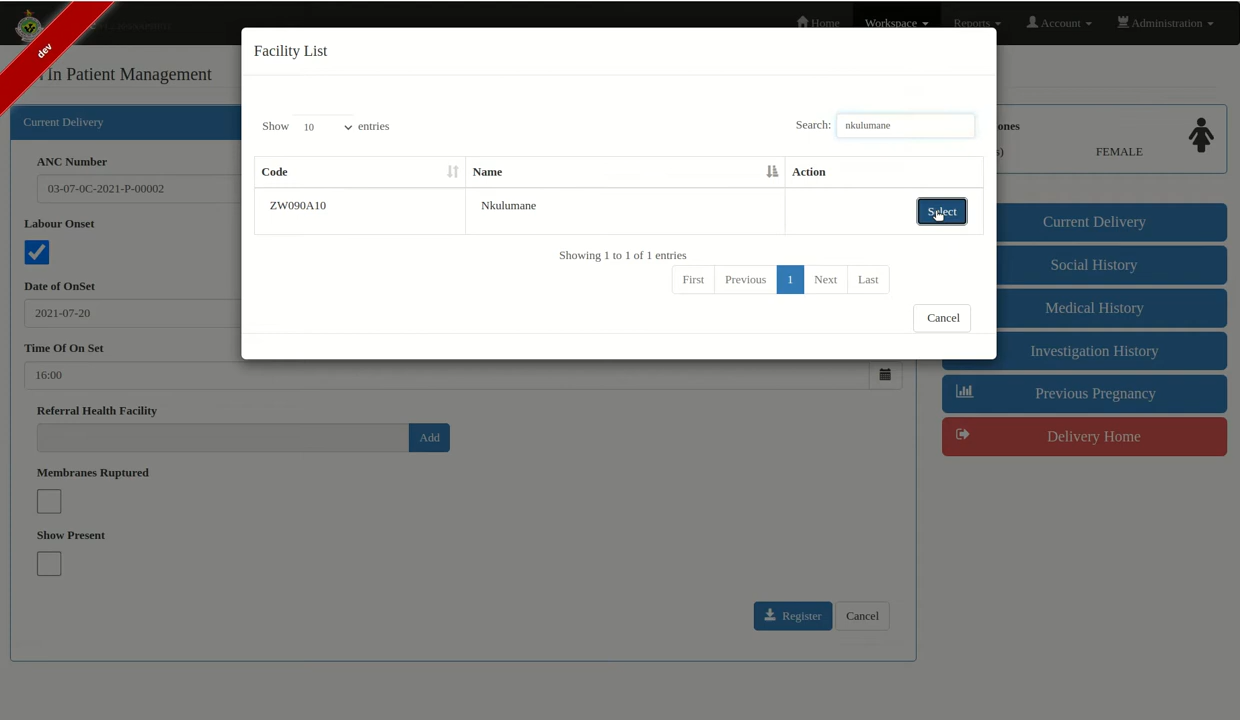 Home Workspace Reports Account Administration
dev
In Patient Management
Facility List
Show 10 entries
Search: nkulumane
Code Name Action
ZW090A10 Nkulumane Select
Showing 1 to 1 of 1 entries
First Previous 1 Next Last
Cancel
Current Delivery
ANC Number
03-07-0C-2021-P-00002
Labour Onset
Date of OnSet
2021-07-20
Time Of On Set
16:00
Referral Health Facility
Add
Membranes Ruptured
Show Present
Register Cancel
ones
s) FEMALE
Current Delivery
Social History
Medical History
Investigation History
Previous Pregnancy
Delivery Home